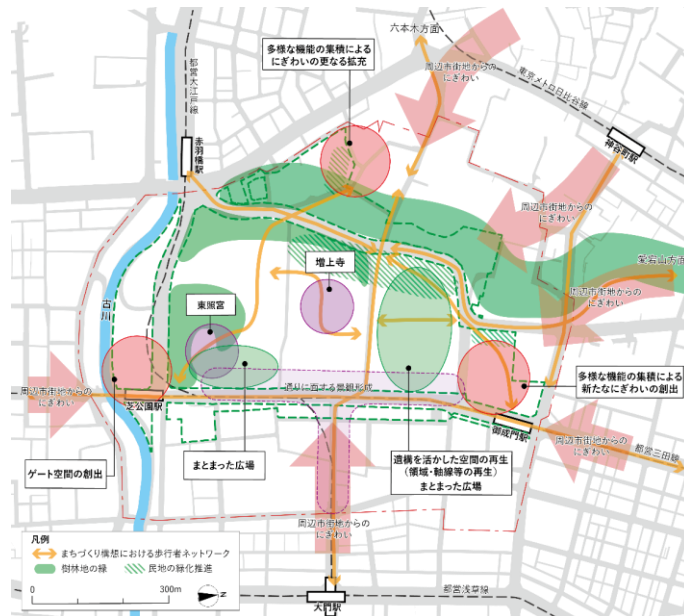 六本木方面
多様な機能の集積による
にぎわいの更なる拡充
周辺市街地からの
にぎわい
東京メトロ日比谷線
都営大江戸線
赤羽橋駅
神谷町駅
周辺市街地からの
にぎわい
愛宕山方面
増上寺
周辺市街地からの
にぎわい
東照宮
古川
通りに面する景観形成
多様な機能の集積による
新たなにぎわいの創出
周辺市街地からの
にぎわい
芝公園駅
御成門駅
周辺市街地からの
にぎわい
都営三田線
ゲート空間の創出
まとまった広場
遺構を活かした空間の再生
(領域・軸線等の再生)
まとまった広場
周辺市街地からの
にぎわい
凡例
まちづくり構想における歩行者ネットワーク
樹林地の緑
民地の緑化推進
0
300m
N
大門駅
都営浅草線